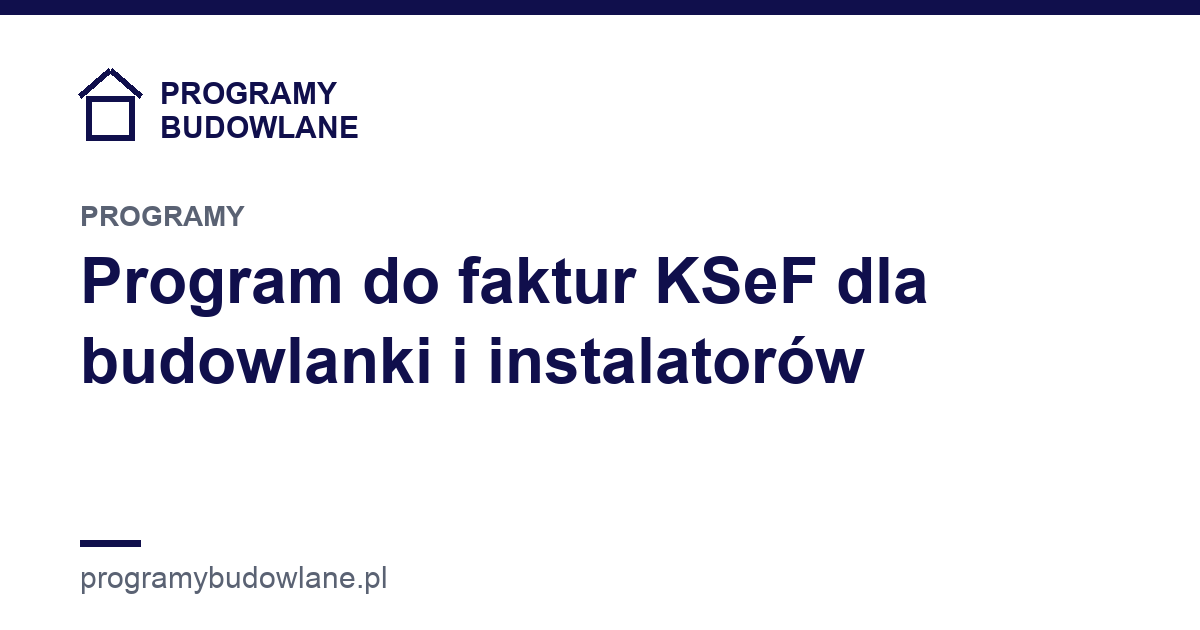 PROGRAMY
BUDOWLANE
PROGRAMY
Program do faktur KSeF dla
budowlanki i instalatorów
programybudowlane.pl